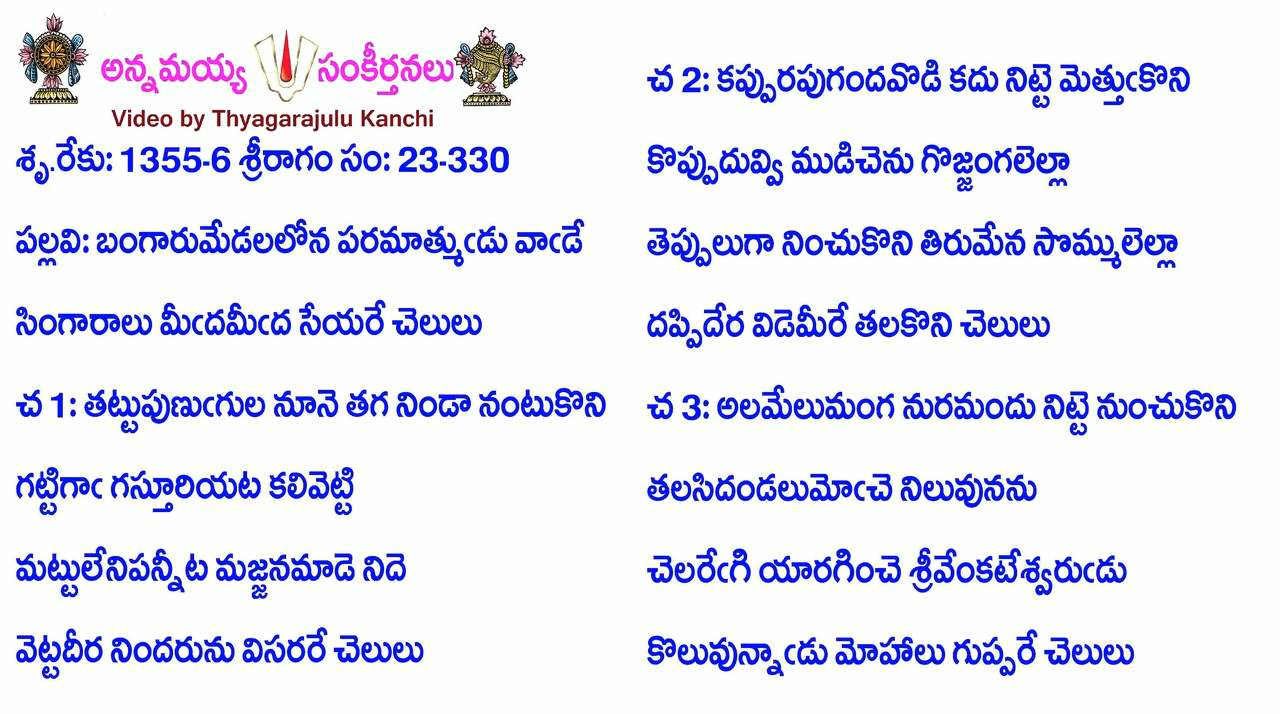 అన్నమయ్య సంకీర్తనలు
Video by Thyagarajulu Kanchi
శృ.రేకు: 1355-6 శ్రీరాగం సం: 23-330
పల్లవి: బంగారుమేడలలోన పరమాత్ముఁడు వాఁడే
సింగారాలు మీఁదమీఁద సేయరే చెలులు
చ 1: తట్టుపుణుఁగుల నూనె తగ నిండా నంటుకొని
గట్టిగాఁ గస్తూరియట కలివెట్టి
మట్టులేనిపన్నీట మజ్జనమాడె నిదె
వెట్టదీర నిందరును విసరరే చెలులు
చ 2: కప్పురపుగందవొడి కదు నిట్టె మెత్తుఁకొని
కొప్పుదువ్వి ముడిచెను గొజ్జంగలెల్లా
తెప్పులుగా నించుకొని తిరుమేన సొమ్ములెల్లా
దప్పిదేర విడెమీరే తలకొని చెలులు
చ 3: అలమేలుమంగ నురమందు నిట్టె నుంచుకొని
తలసిదండలుమోఁచె నిలువునను
చెలరేఁగి యారగించె శ్రీవేంకటేశ్వరుఁడు
కొలువున్నాఁడు మోహాలు గుప్పరే చెలులు